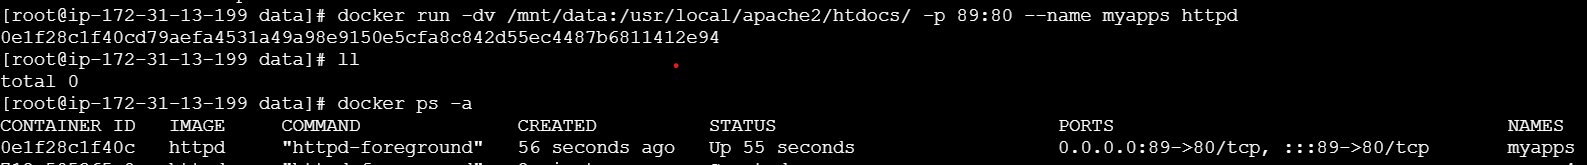 [root@ip-172-31-13-199 data]# docker run -dv /mnt/data:/usr/local/apache2/htdocs/ -p 89:80 --name myapps httpd
0e1f28c1f40cd79aefa4531a49a98e9150e5cfa8c842d55ec4487b6811412e94
[root@ip-172-31-13-199 data]# ll
total 0
[root@ip-172-31-13-199 data]# docker ps -a
CONTAINER ID   IMAGE     COMMAND              CREATED          STATUS                      PORTS                               NAMES
0e1f28c1f40c   httpd     "httpd-foreground"   56 seconds ago   Up 55 seconds               0.0.0.0:89->80/tcp, :::89->80/tcp   myapps